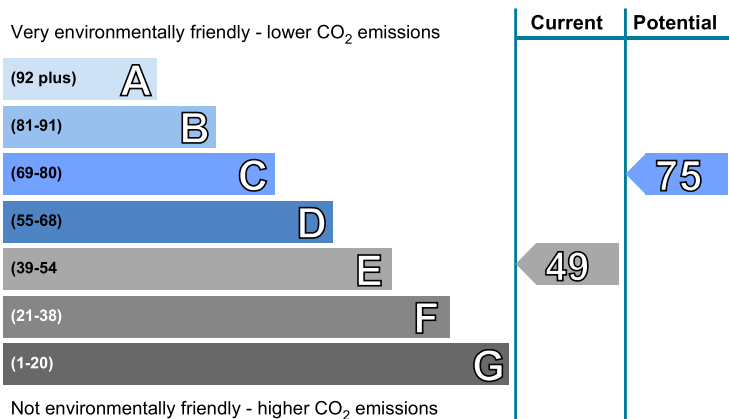 Current Potential
Very environmentally friendly - lower CO2 emissions
(92 plus) A
(81-91) B
(69-80) C 75
(55-68) D
(39-54 E 49
(21-38) F
(1-20) G
Not environmentally friendly - higher CO2 emissions